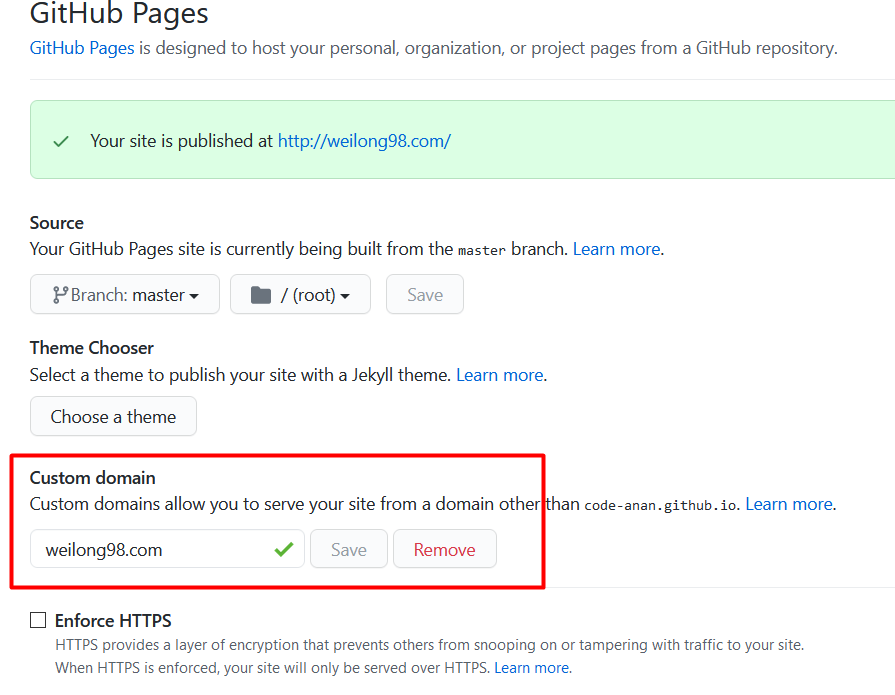 GitHub Pages
GitHub Pages is designed to host your personal, organization, or project pages from a GitHub repository.
Your site is published at http://weilong98.com/
Source
Your GitHub Pages site is currently being built from the master branch. Learn more.
Branch: master
/ (root)
Save
Theme Chooser
Select a theme to publish your site with a Jekyll theme. Learn more.
Choose a theme
Custom domain
Custom domains allow you to serve your site from a domain other than code-anan.github.io. Learn more.
weilong98.com
Save
Remove
Enforce HTTPS
HTTPS provides a layer of encryption that prevents others from snooping on or tampering with traffic to your site.
When HTTPS is enforced, your site will only be served over HTTPS. Learn more.